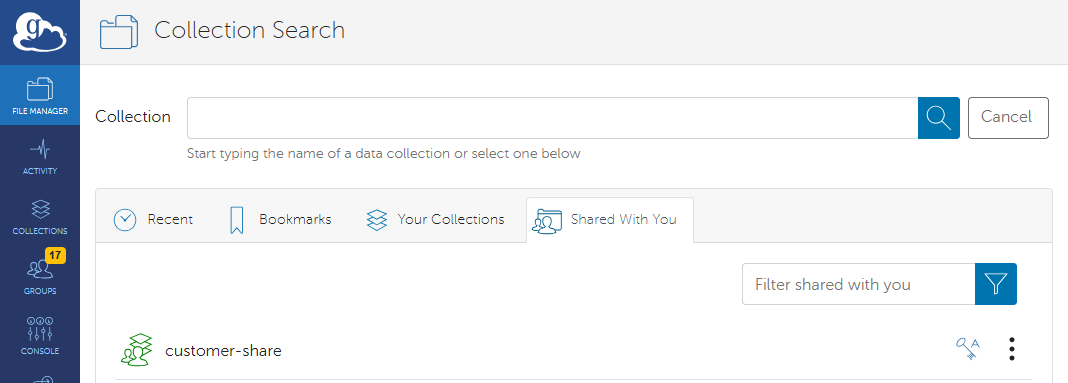 g
Collection Search
FILE MANAGER
Collection
Cancel
Start typing the name of a data collection or select one below
ACTIVITY
COLLECTIONS
Recent
Bookmarks
Your Collections
Shared With You
17
GROUPS
Filter shared with you
CONSOLE
customer-share
A